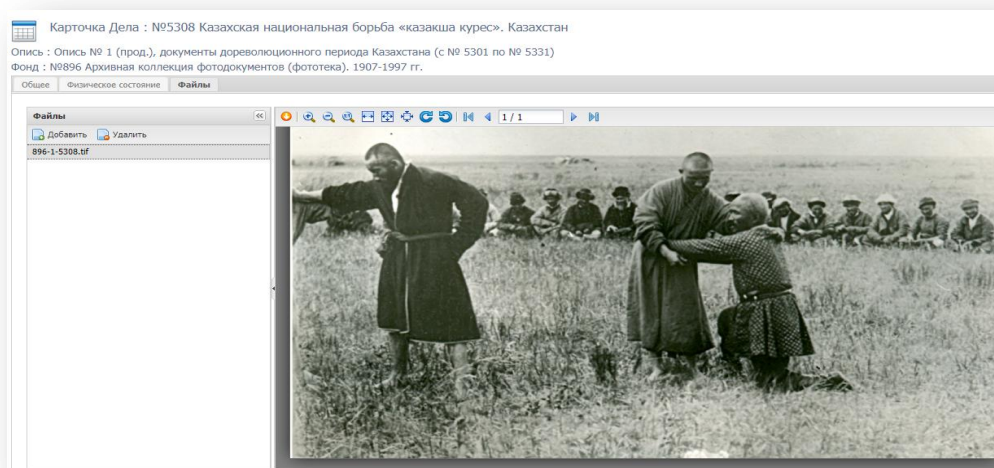 Карточка Дела : №5308 Казахская национальная борьба «казакша курес». Казахстан
Опись : Опись № 1 (прод.), документы дореволюционного периода Казахстана (с № 5301 по № 5331)
Фонд : №896 Архивная коллекция фотодокументов (фототека). 1907-1997 гг.
Общее Физическое состояние Файлы
Файлы
1 / 1
Добавить Удалить
896-1-5308.tif